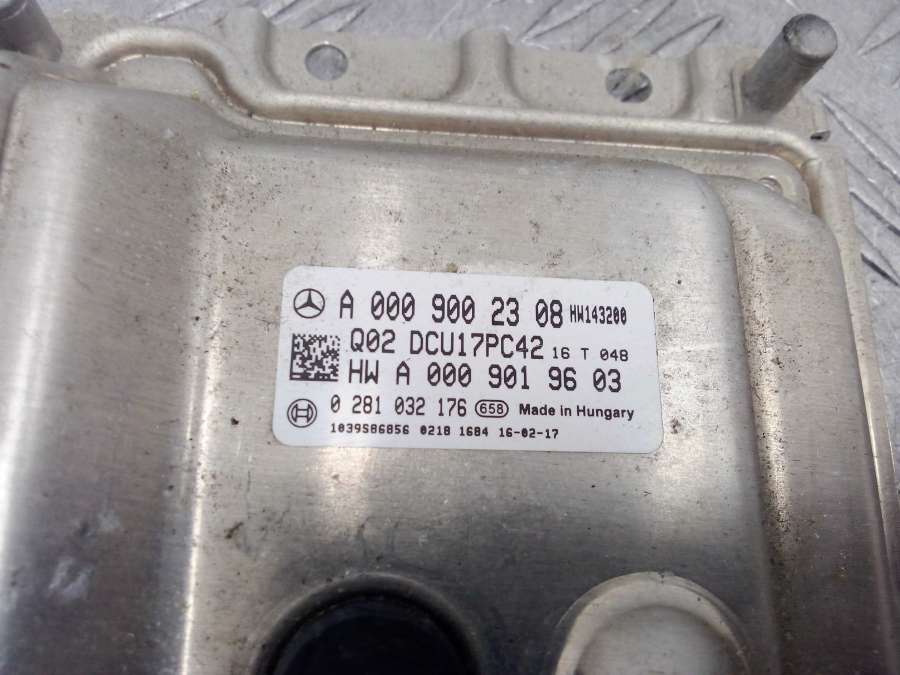 A 000 900 23 08 HW143200
Q02 DCU17PC42 16 T 048
HW A 000 901 96 03
0 281 032 176 658 Made in Hungary
1039S86856 0218 1684 16-02-17